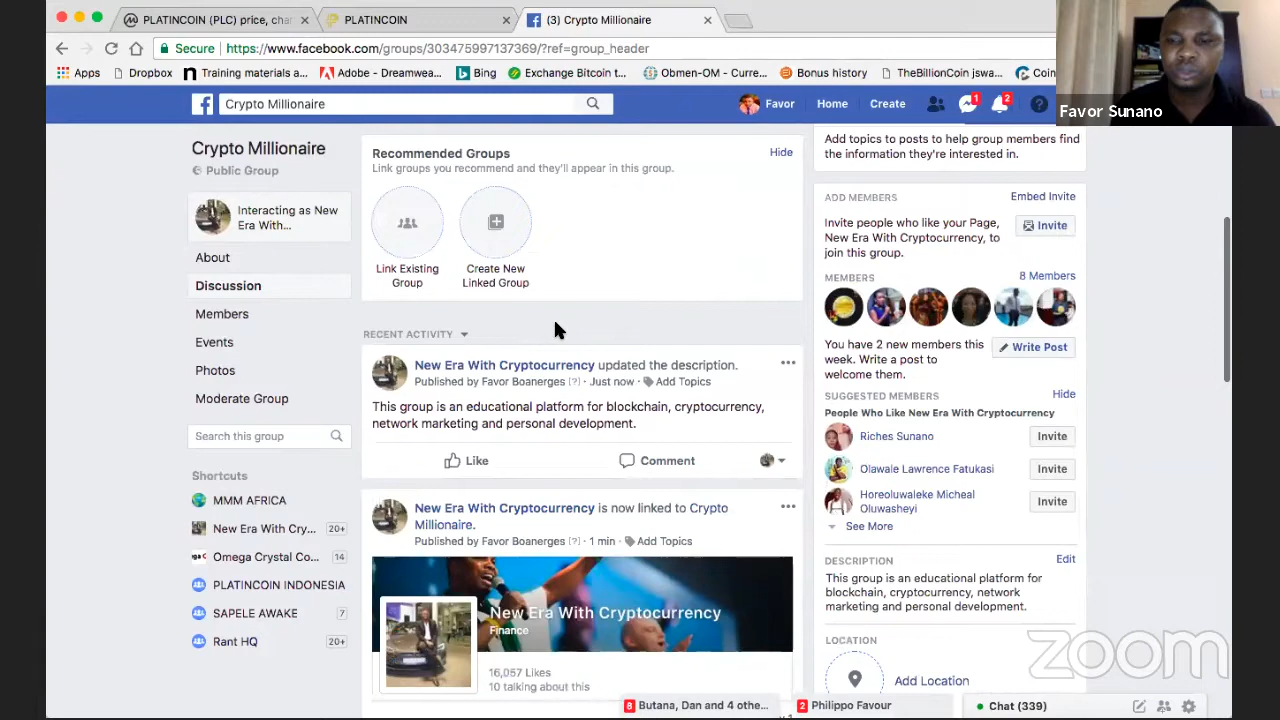 PLATINCOIN (PLC) price, char
PLATINCOIN
(3) Crypto Millionaire
Secure
https://www.facebook.com/groups/303475997137369/?ref=group_header
Apps
Dropbox
Training materials a...
Adobe - Dreamwea...
Bing
Exchange Bitcoin t...
Obmen-OM - Curre...
Bonus history
TheBillionCoin jswa...
Coin
Favor Sunano
Crypto Millionaire
Favor
Home
Create
1
2
Crypto Millionaire
Public Group
Interacting as New
Era With...
About
Discussion
Members
Events
Photos
Moderate Group
Search this group
Shortcuts
MMM AFRICA
New Era With Cry... 20+
Omega Crystal Co... 14
PLATINCOIN INDONESIA
SAPELE AWAKE 7
Rant HQ 20+
Recommended Groups
Hide
Link groups you recommend and they'll appear in this group.
Link Existing
Group
Create New
Linked Group
RECENT ACTIVITY
New Era With Cryptocurrency updated the description.
Published by Favor Boanerges [?] · Just now · Add Topics
This group is an educational platform for blockchain, cryptocurrency,
network marketing and personal development.
Like
Comment
New Era With Cryptocurrency is now linked to Crypto
Millionaire.
Published by Favor Boanerges [?] · 1 min · Add Topics
New Era With Cryptocurrency
Finance
16,057 Likes
10 talking about this
Add topics to posts to help group members find
the information they're interested in.
ADD MEMBERS
Embed Invite
Invite people who like your Page,
New Era With Cryptocurrency, to
join this group.
Invite
MEMBERS
8 Members
You have 2 new members this
week. Write a post to
welcome them.
Write Post
SUGGESTED MEMBERS
Hide
People Who Like New Era With Cryptocurrency
Riches Sunano
Invite
Olawale Lawrence Fatukasi
Invite
Horeoluwaleke Micheal
Oluwasheyi
Invite
See More
DESCRIPTION
Edit
This group is an educational platform for
blockchain, cryptocurrency, network
marketing and personal development.
LOCATION
Add Location
zoom
8 Butana, Dan and 4 othe...
2 Philippo Favour
Chat (339)